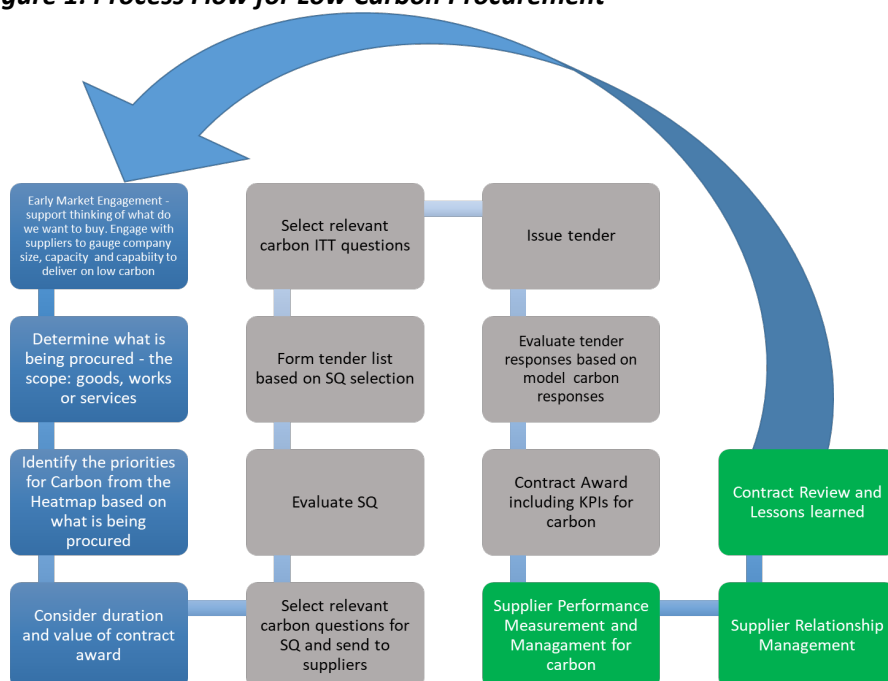 gure 1: Process Flow for Low Carbon Procurement
Early Market Engagement -
support thinking of what do
we want to buy. Engage with
suppliers to gauge company
size, capacity and capabiity to
deliver on low carbon
Determine what is
being procured - the
scope: goods, works
or services
Identify the priorities
for Carbon from the
Heatmap based on
what is being
procured
Consider duration
and value of contract
award
Select relevant
carbon questions for
SQ and send to
suppliers
Evaluate SQ
Form tender list
based on SQ selection
Select relevant
carbon ITT questions
Issue tender
Evaluate tender
responses based on
model carbon
responses
Contract Award
including KPIs for
carbon
Supplier Performance
Measurement and
Managament for
carbon
Supplier Relationship
Management
Contract Review and
Lessons learned